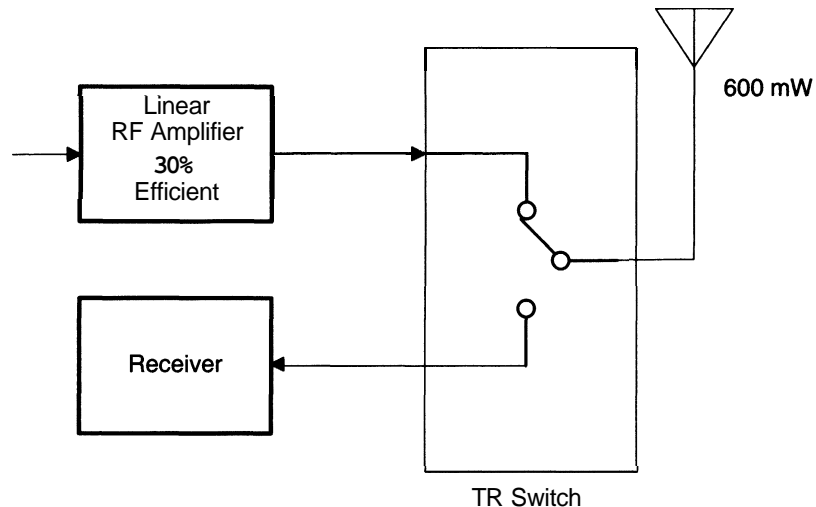 Linear
RF Amplifier
30%
Efficient
600 mW
Receiver
TR Switch